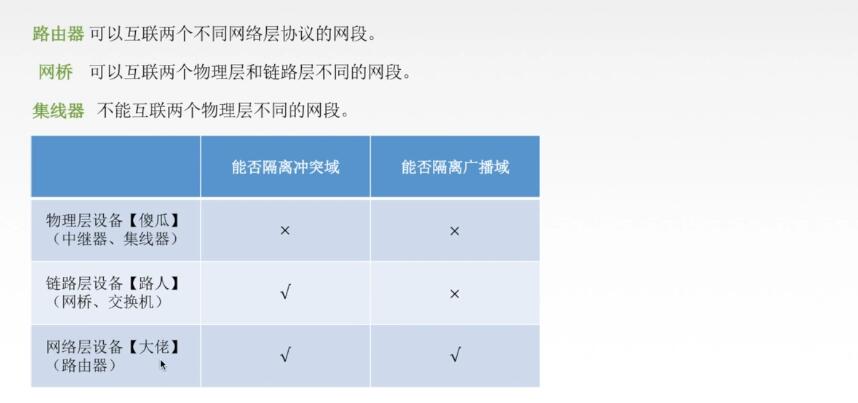 路由器 可以互联两个不同网络层协议的网段。
网桥 可以互联两个物理层和链路层不同的网段。
集线器 不能互联两个物理层不同的网段。
能否隔离冲突域 能否隔离广播域
物理层设备【傻瓜】
（中继器、集线器） × ×
链路层设备【路人】
（网桥、交换机） √ ×
网络层设备【大佬】
（路由器） √ √